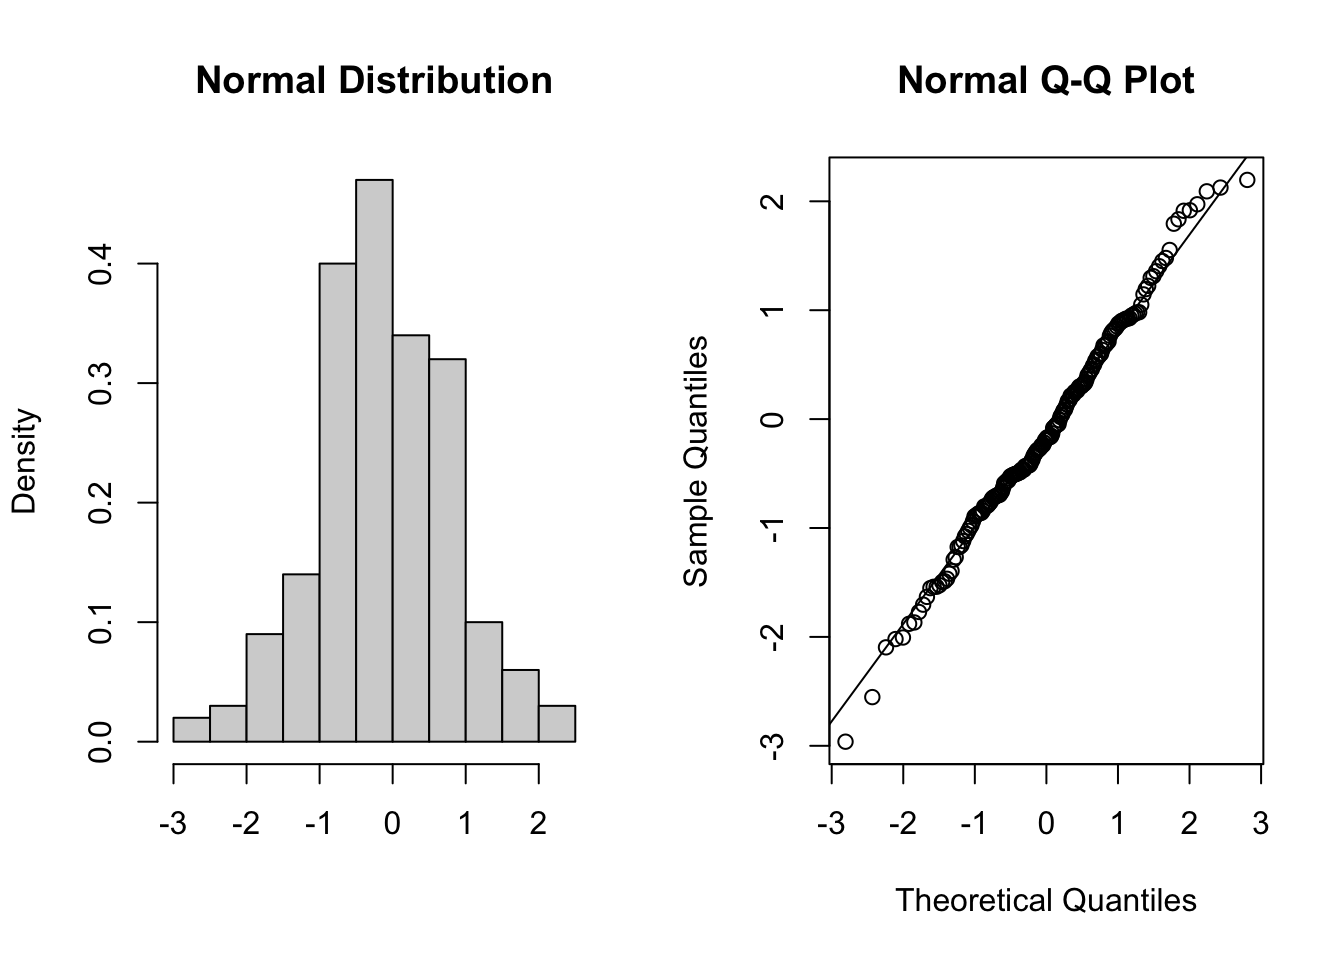 Normal Distribution
Density
0.0 0.1 0.2 0.3 0.4
-3 -2 -1 0 1 2
Normal Q-Q Plot
Sample Quantiles
-3 -2 -1 0 1 2
-3 -2 -1 0 1 2 3
Theoretical Quantiles